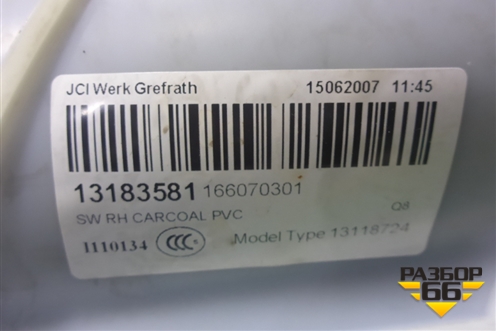 JCI Werk Grefrath 15062007 11:45
13183581 166070301
SW RH CARCOAL PVC Q8
1110134 CCC Model Type 13118724
РАЗБОР
66